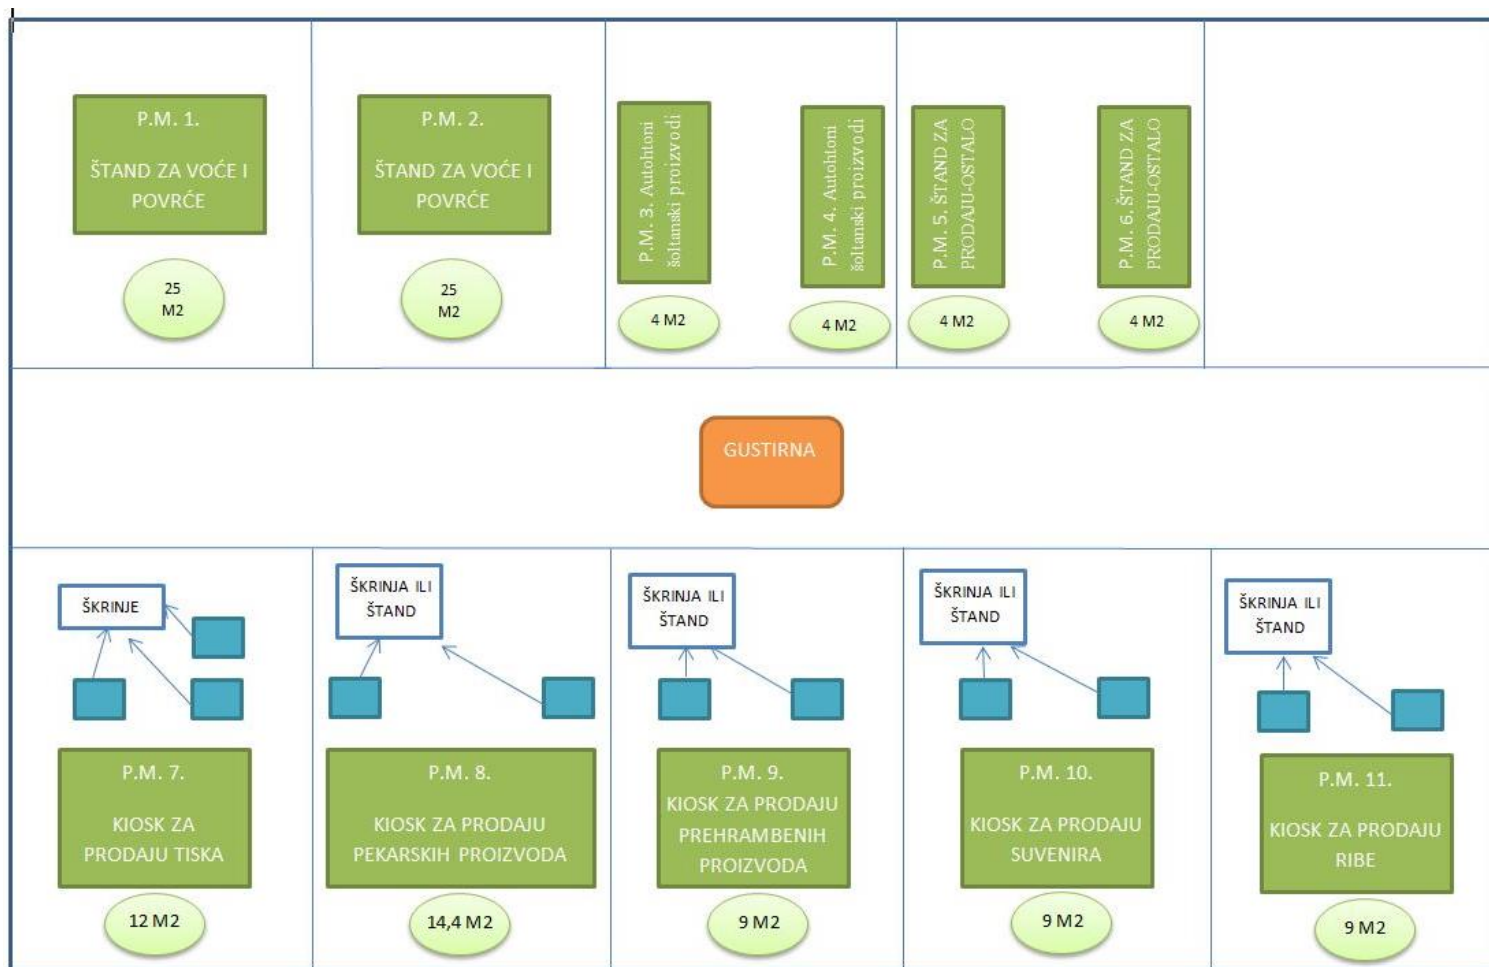 P.M. 1.
ŠTAND ZA VOĆE I
POVRĆE
25
M2
P.M. 2.
ŠTAND ZA VOĆE I
POVRĆE
25
M2
P.M. 3. Autohtoni
šoltanski proizvodi
4 M2
P.M. 4. Autohtoni
šoltanski proizvodi
4 M2
P.M. 5. ŠTAND ZA
PRODAJU-OSTALO
4 M2
P.M. 6. ŠTAND ZA
PRODAJU-OSTALO
4 M2
GUSTIRNA
ŠKRINJE
P.M. 7.
KIOSK ZA
PRODAJU TISKA
12 M2
ŠKRINJA ILI
ŠTAND
P.M. 8.
KIOSK ZA PRODAJU
PEKARSKIH PROIZVODA
14,4 M2
ŠKRINJA ILI
ŠTAND
P.M. 9.
KIOSK ZA PRODAJU
PREHRAMBENIH
PROIZVODA
9 M2
ŠKRINJA ILI
ŠTAND
P.M. 10.
KIOSK ZA PRODAJU
SUVENIRA
9 M2
ŠKRINJA ILI
ŠTAND
P.M. 11.
KIOSK ZA PRODAJU
RIBE
9 M2